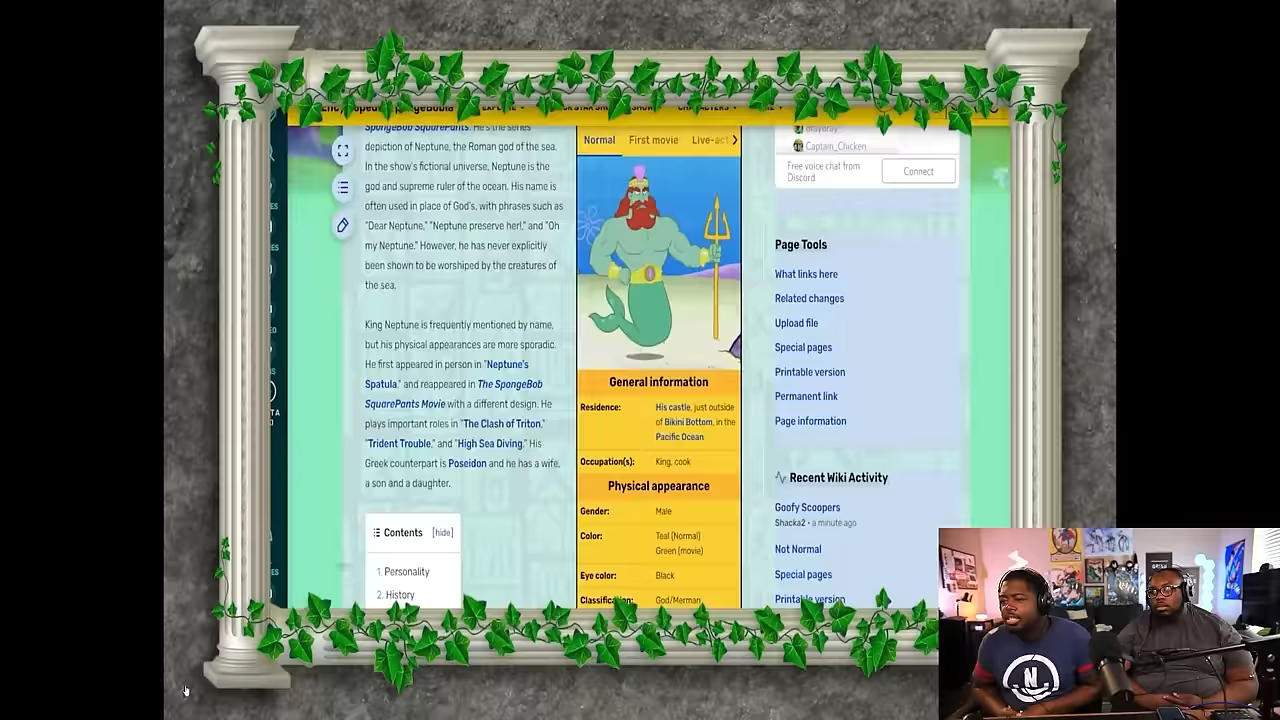 SpongeBob SquarePants. He's the series
depiction of Neptune, the Roman god of the sea.
In the show's fictional universe, Neptune is the
god and supreme ruler of the ocean. His name is
often used in place of God's, with phrases such as
"Dear Neptune," "Neptune preserve her!," and "Oh
my Neptune." However, he has never explicitly
been shown to be worshiped by the creatures of
the sea.
King Neptune is frequently mentioned by name,
but his physical appearances are more sporadic.
He first appeared in person in "Neptune's
Spatula," and reappeared in The SpongeBob
SquarePants Movie with a different design. He
plays important roles in "The Clash of Triton,"
"Trident Trouble," and "High Sea Diving." His
Greek counterpart is Poseidon and he has a wife,
a son and a daughter.
Contents [hide]
1. Personality
2. History
Normal First movie Live-act
General information
Residence: His castle, just outside
of Bikini Bottom, in the
Pacific Ocean
Occupation(s): King, cook
Physical appearance
Gender: Male
Color: Teal (Normal)
Green (movie)
Eye color: Black
Classification: God/Merman
Captain_Chicken
Free voice chat from
Discord
Connect
Page Tools
What links here
Related changes
Upload file
Special pages
Printable version
Permanent link
Page information
Recent Wiki Activity
Goofy Scoopers
Shacka2 • a minute ago
Not Normal
Special pages
Printable version
N